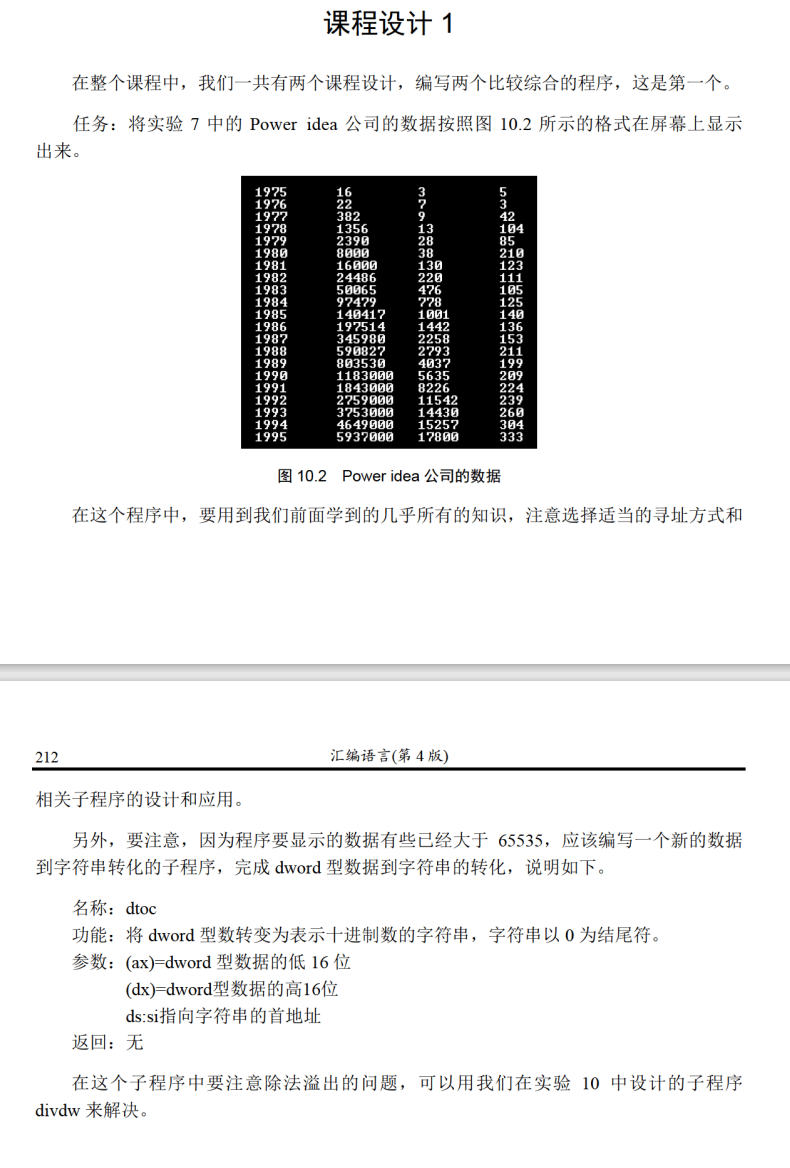 课程设计 1
在整个课程中，我们一共有两个课程设计，编写两个比较综合的程序，这是第一个。
任务：将实验 7 中的 Power idea 公司的数据按照图 10.2 所示的格式在屏幕上显示
出来。
1975 16 3 5
1976 22 7 3
1977 382 9 42
1978 1356 13 104
1979 2390 28 85
1980 8000 38 210
1981 16000 130 123
1982 24486 220 111
1983 50065 476 105
1984 97479 778 125
1985 140417 1001 140
1986 197514 1442 136
1987 345980 2258 153
1988 590827 2793 211
1989 803530 4037 199
1990 1183000 5635 209
1991 1843000 8226 224
1992 2759000 11542 239
1993 3753000 14430 260
1994 4649000 15257 304
1995 5937000 17800 333
图 10.2 Power idea 公司的数据
在这个程序中，要用到我们前面学到的几乎所有的知识，注意选择适当的寻址方式和
212 汇编语言(第 4 版)
相关子程序的设计和应用。
另外，要注意，因为程序要显示的数据有些已经大于 65535，应该编写一个新的数据
到字符串转化的子程序，完成 dword 型数据到字符串的转化，说明如下。
名称：dtoc
功能：将 dword 型数转变为表示十进制数的字符串，字符串以 0 为结尾符。
参数：(ax)=dword 型数据的低 16 位
(dx)=dword型数据的高16位
ds:si指向字符串的首地址
返回：无
在这个子程序中要注意除法溢出的问题，可以用我们在实验 10 中设计的子程序
divdw 来解决。